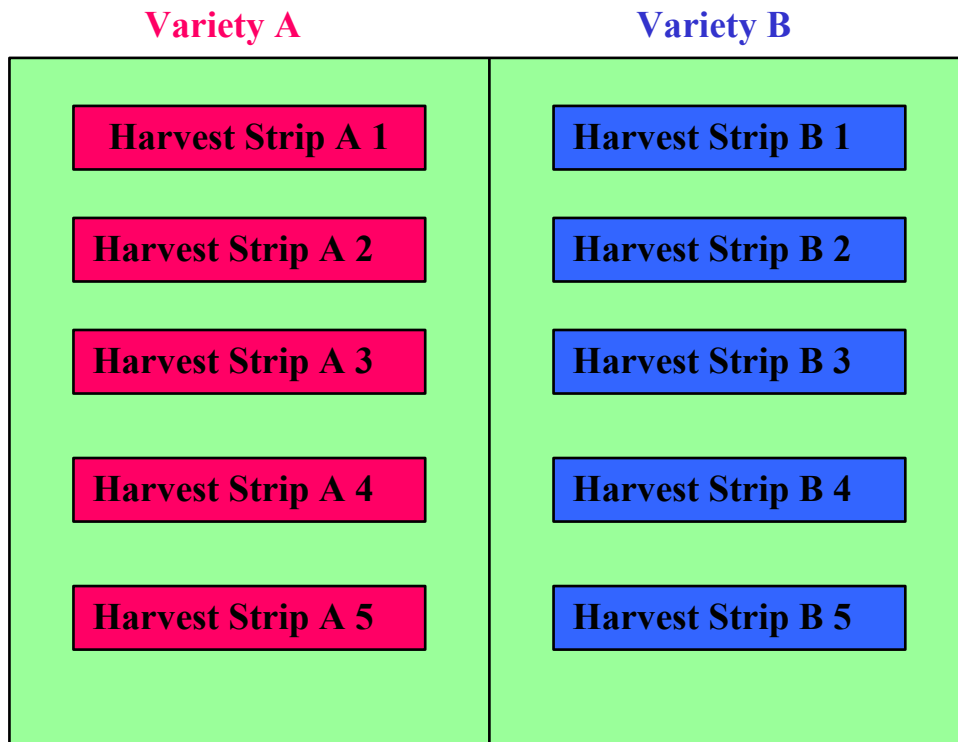 Variety A
Variety B
Harvest Strip A 1
Harvest Strip B 1
Harvest Strip A 2
Harvest Strip B 2
Harvest Strip A 3
Harvest Strip B 3
Harvest Strip A 4
Harvest Strip B 4
Harvest Strip A 5
Harvest Strip B 5